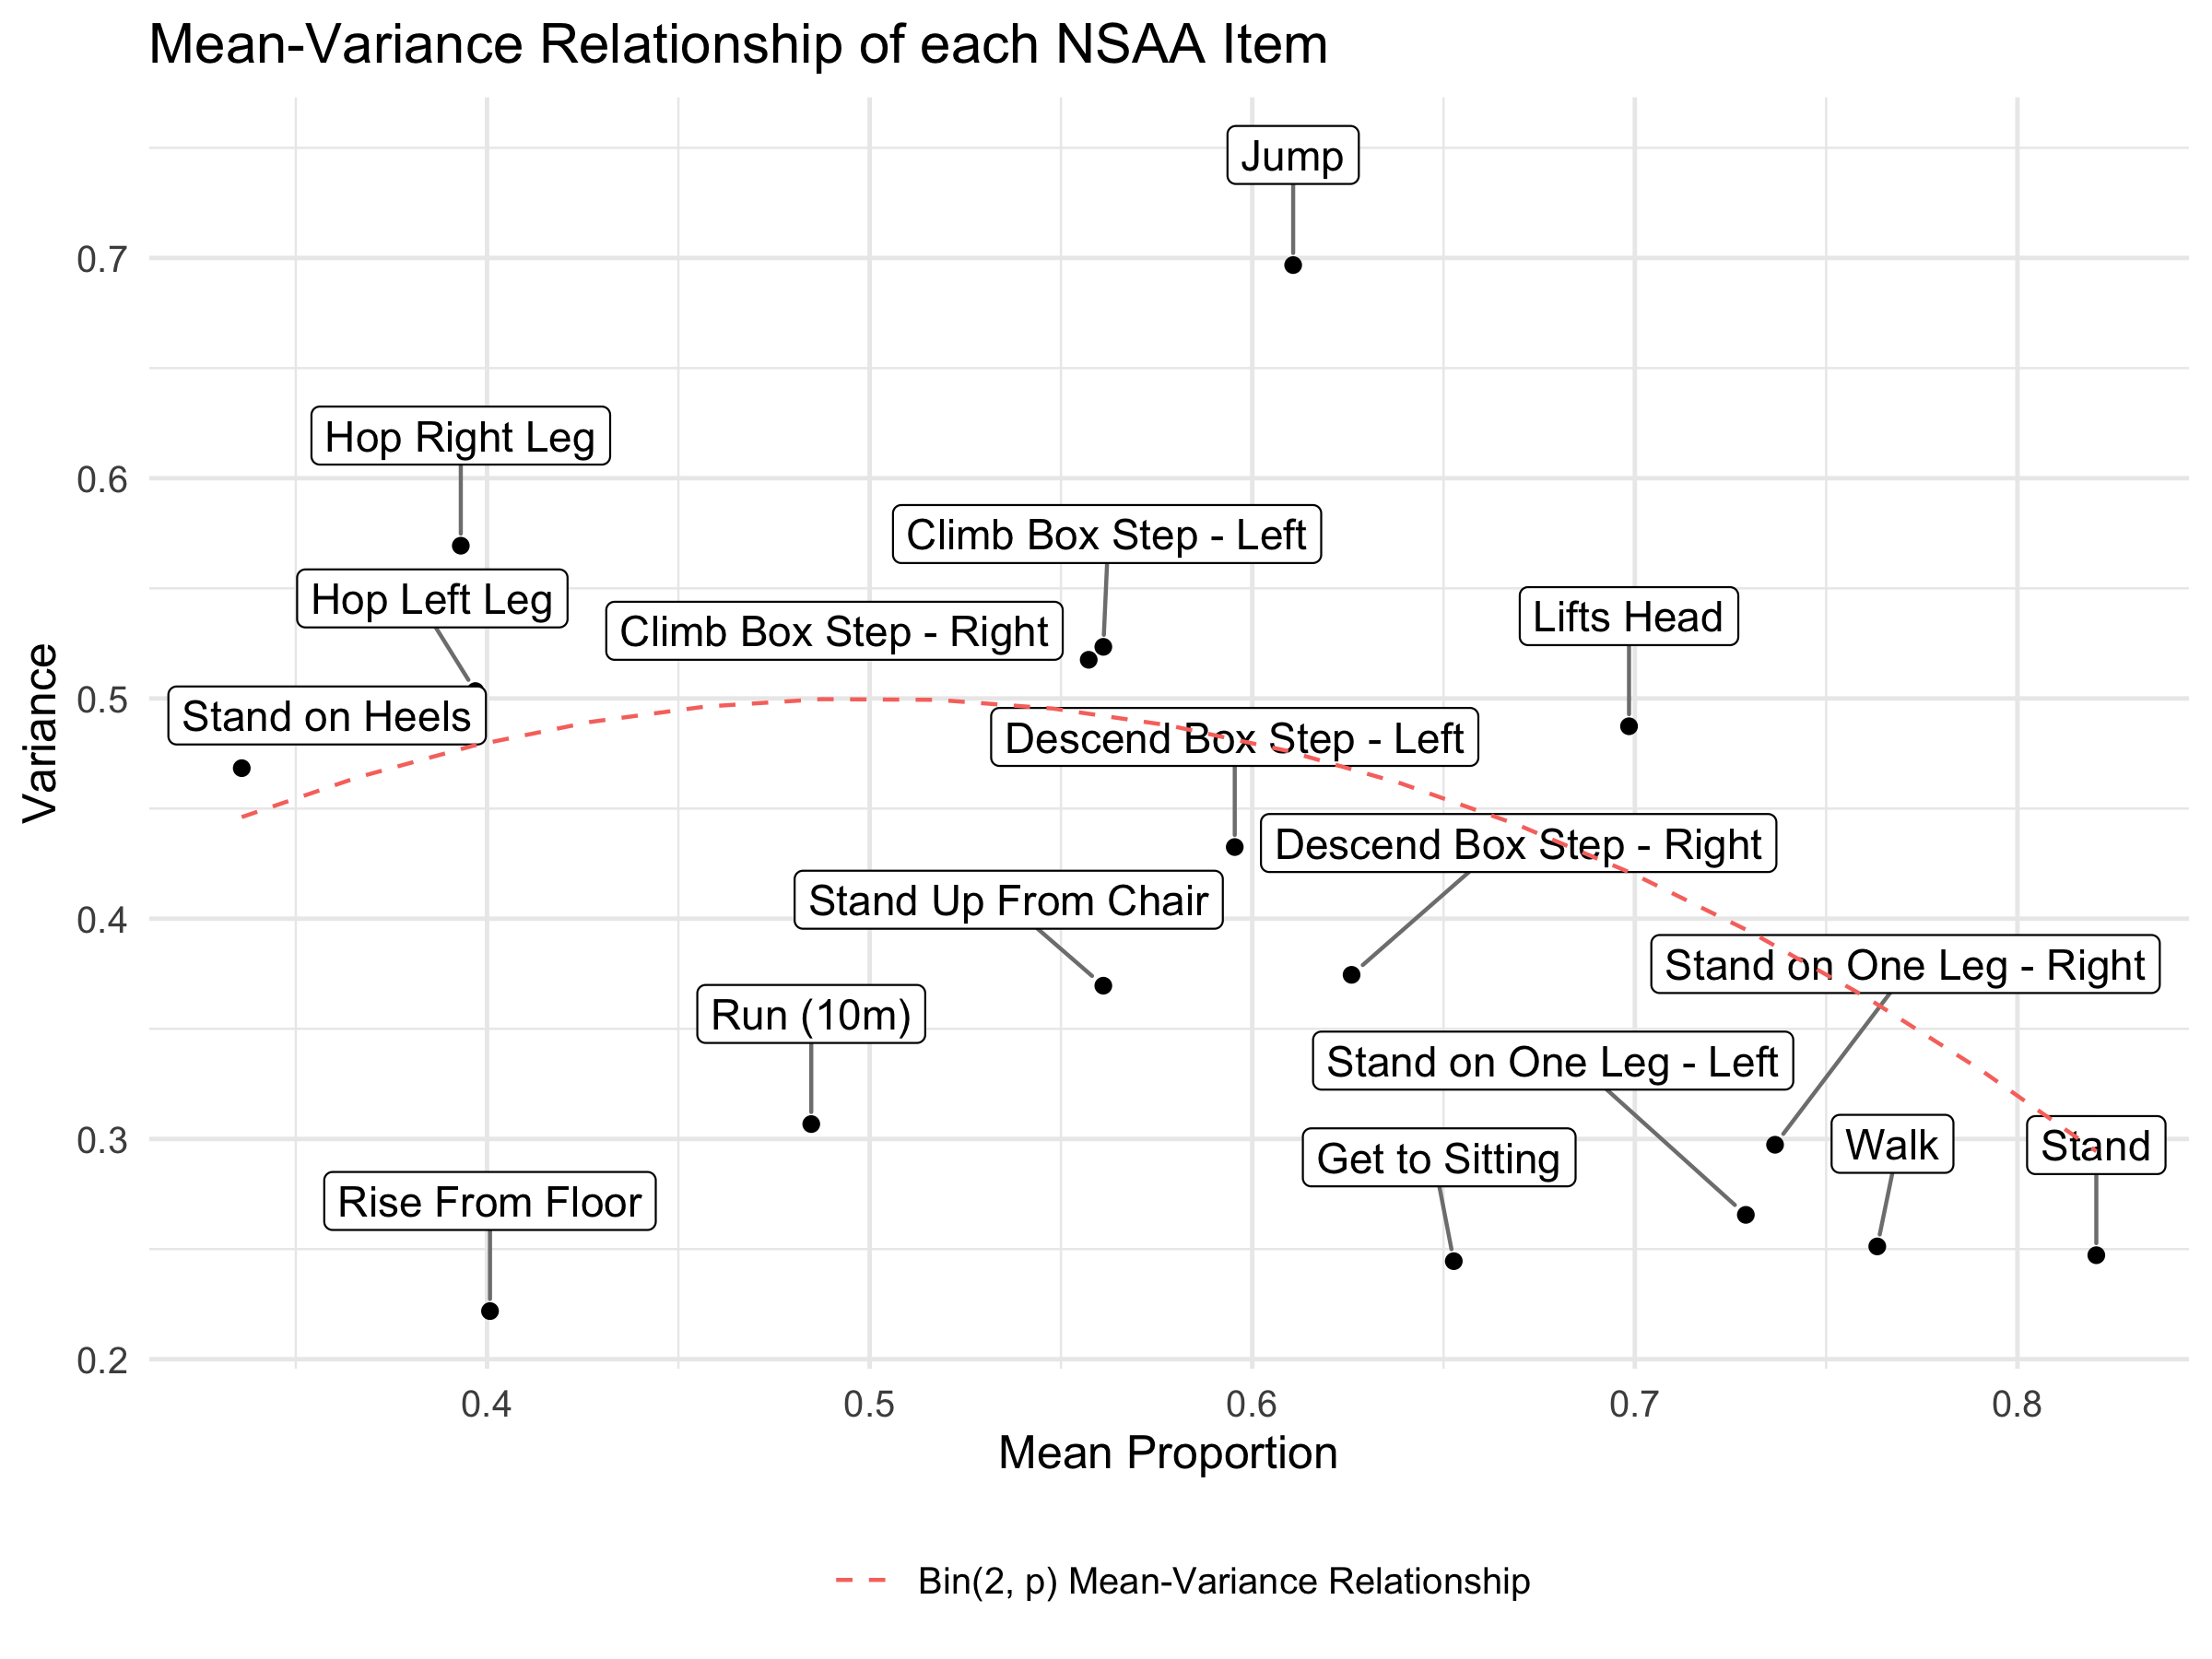 Mean-Variance Relationship of each NSAA Item
Jump
0.7
Hop Right Leg
0.6
Climb Box Step - Left
Hop Left Leg
Climb Box Step - Right
Lifts Head
Variance
0.5
Stand on Heels
Descend Box Step - Left
Descend Box Step - Right
Stand Up From Chair
0.4
Stand on One Leg - Right
Run (10m)
Stand on One Leg - Left
0.3
Get to Sitting
Walk
Stand
Rise From Floor
0.2
0.4 0.5 0.6 0.7 0.8
Mean Proportion
Bin(2, p) Mean-Variance Relationship